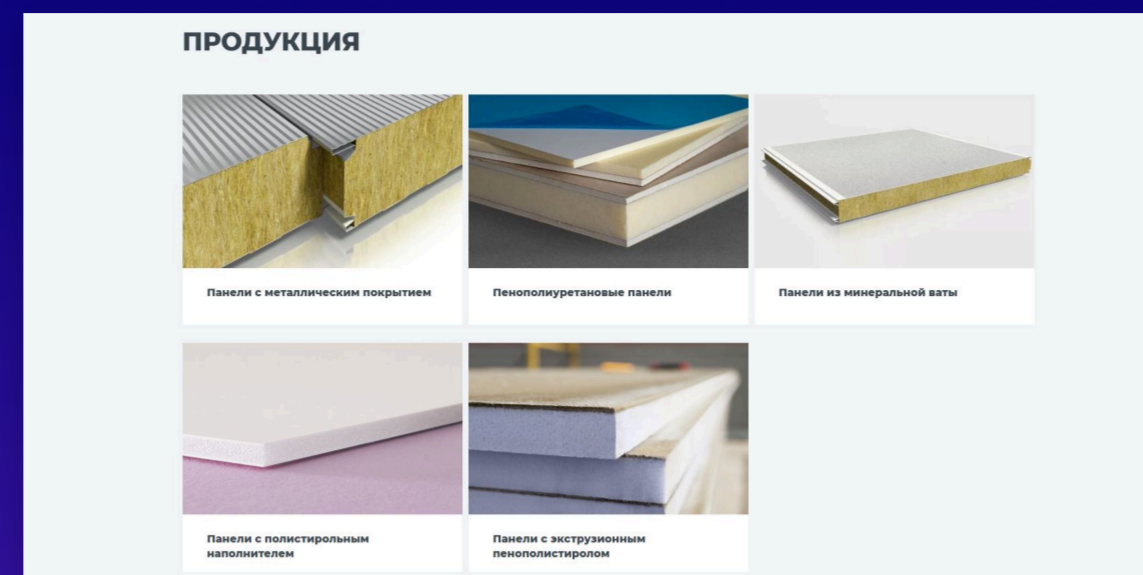 ПРОДУКЦИЯ
Панели с металлическим покрытием
Пенополиуретановые панели
Панели из минеральной ваты
Панели с полистирольным
наполнителем
Панели с экструзионным
пенополистиролом